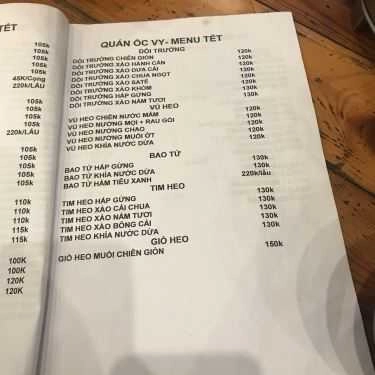 TẾT
105k
105k
105k
105k
45K/Cọng
220k/LẨU
105k
105k
105k
220k/LẨU
105k
105k
105k
105k
110k
110k
115k
115k
100K
100K
120K
120K
QUÁN ỐC VY- MENU TẾT
DỒI TRƯỜNG
DỒI TRƯỜNG CHIÊN GIÒN 120k
DỒI TRƯỜNG XÀO HÀNH CẦN 120k
DỒI TRƯỜNG XÀO DƯA CẢI 120k
DỒI TRƯỜNG XÀO CHUA NGỌT 120k
DỒI TRƯỜNG XÀO SATẾ 120k
DỒI TRƯỜNG XÀO KHÓM 130k
DỒI TRƯỜNG HẤP GỪNG 130k
DỒI TRƯỜNG XÀO NẤM TƯƠI
VÚ HEO
VÚ HEO CHIÊN NƯỚC MẮM 120k
VÚ HEO NƯỚNG MỌI + RAU GỎI 120k
VÚ HEO NƯỚNG CHAO 120k
VÚ HEO NƯỚNG MUỐI ỚT 120k
VÚ HEO KHÌA NƯỚC DỪA 120k
BAO TỬ
BAO TỬ HẤP GỪNG 130k
BAO TỬ KHÌA NƯỚC DỪA 130k
BAO TỬ HẦM TIÊU XANH 220k/lẩu
TIM HEO
TIM HEO HẤP GỪNG 130k
TIM HEO XÀO CẢI CHUA 130k
TIM HEO XÀO NẤM TƯƠI 130k
TIM HEO XÀO BÔNG CẢI 130k
TIM HEO KHÌA NƯỚC DỪA 130k
GIÒ HEO
GIÒ HEO MUỐI CHIÊN GIÒN 150k